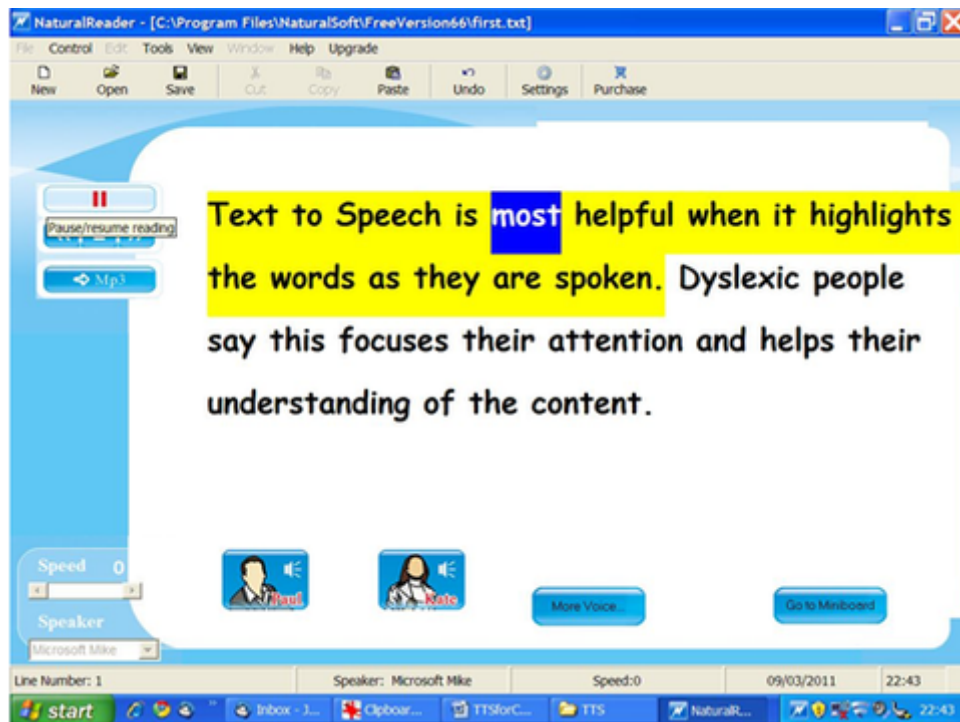 NaturalReader - [C:\Program Files\NaturalSoft\FreeVersion66\first.txt]
File Control Edit Tools View Window Help Upgrade
New Open Save Cut Copy Paste Undo Settings Purchase
Pause/resume reading
Mp3
Text to Speech is most helpful when it highlights
the words as they are spoken. Dyslexic people
say this focuses their attention and helps their
understanding of the content.
Speed 0
Paul Kate More Voice... Go to Miniboard
Speaker
Microsoft Mike
Line Number: 1 Speaker: Microsoft Mike Speed:0 09/03/2011 22:43
start Inbox - J... Clipboar... TTSforC... TTS NaturalR... 22:43